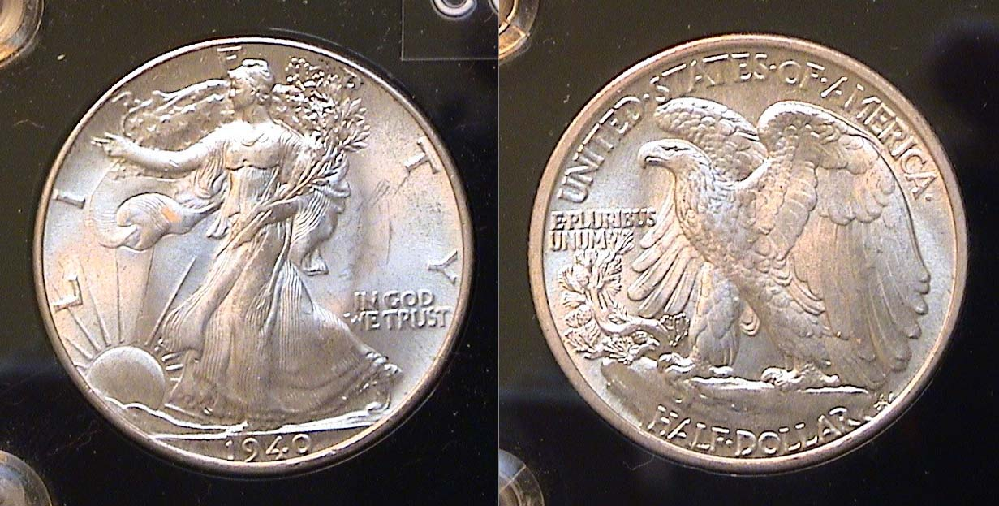 LIBERTY
IN GOD
WE TRUST
1940
UNITED·STATES·OF·AMERICA·
E·PLURIBUS
UNUM
HALF·DOLLAR